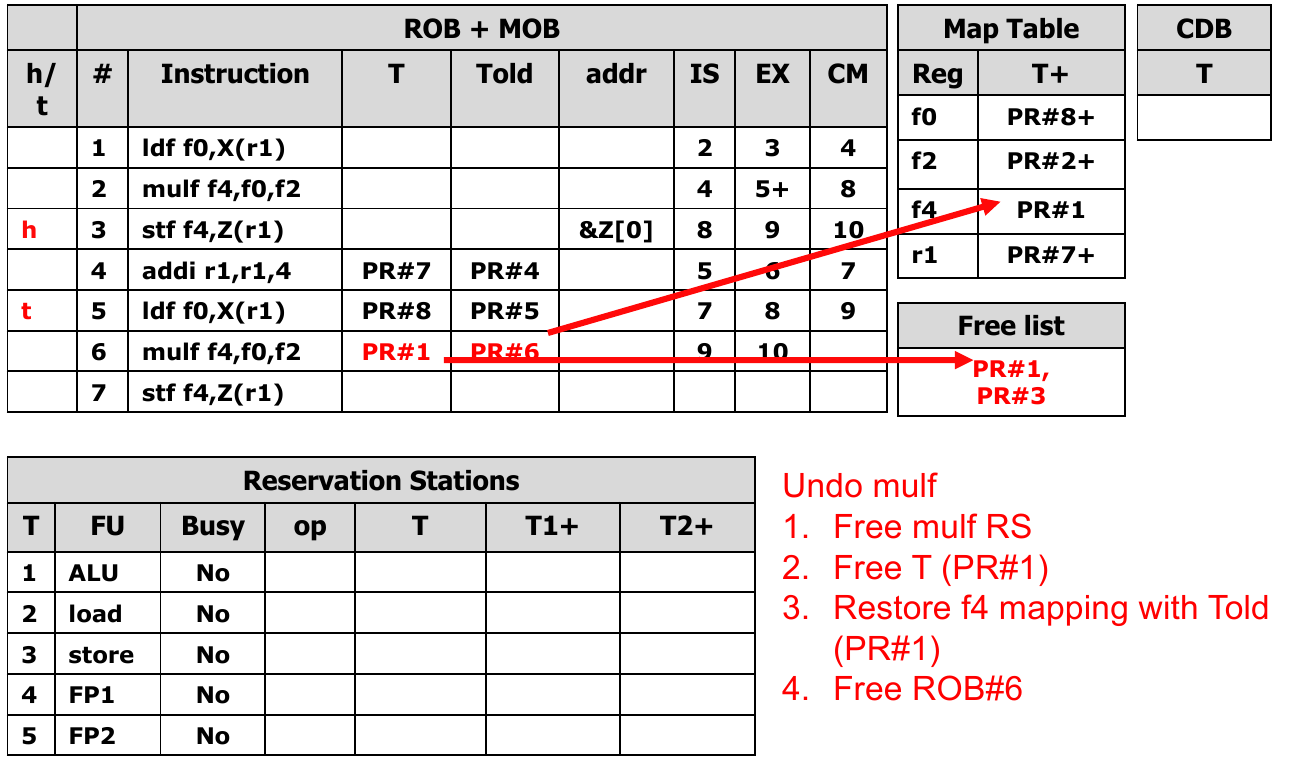 ROB + MOB
h/ # Instruction T Told addr IS EX CM
t
1 ldf f0,X(r1) 2 3 4
2 mulf f4,f0,f2 4 5+ 8
h 3 stf f4,Z(r1) &Z[0] 8 9 10
4 addi r1,r1,4 PR#7 PR#4 5 6 7
t 5 ldf f0,X(r1) PR#8 PR#5 7 8 9
6 mulf f4,f0,f2 PR#1 PR#6 9 10
7 stf f4,Z(r1)
Map Table
Reg T+
f0 PR#8+
f2 PR#2+
f4 PR#1
r1 PR#7+
CDB
T
Free list
PR#1,
PR#3
Reservation Stations
T FU Busy op T T1+ T2+
1 ALU No
2 load No
3 store No
4 FP1 No
5 FP2 No
Undo mulf
1. Free mulf RS
2. Free T (PR#1)
3. Restore f4 mapping with Told
(PR#1)
4. Free ROB#6